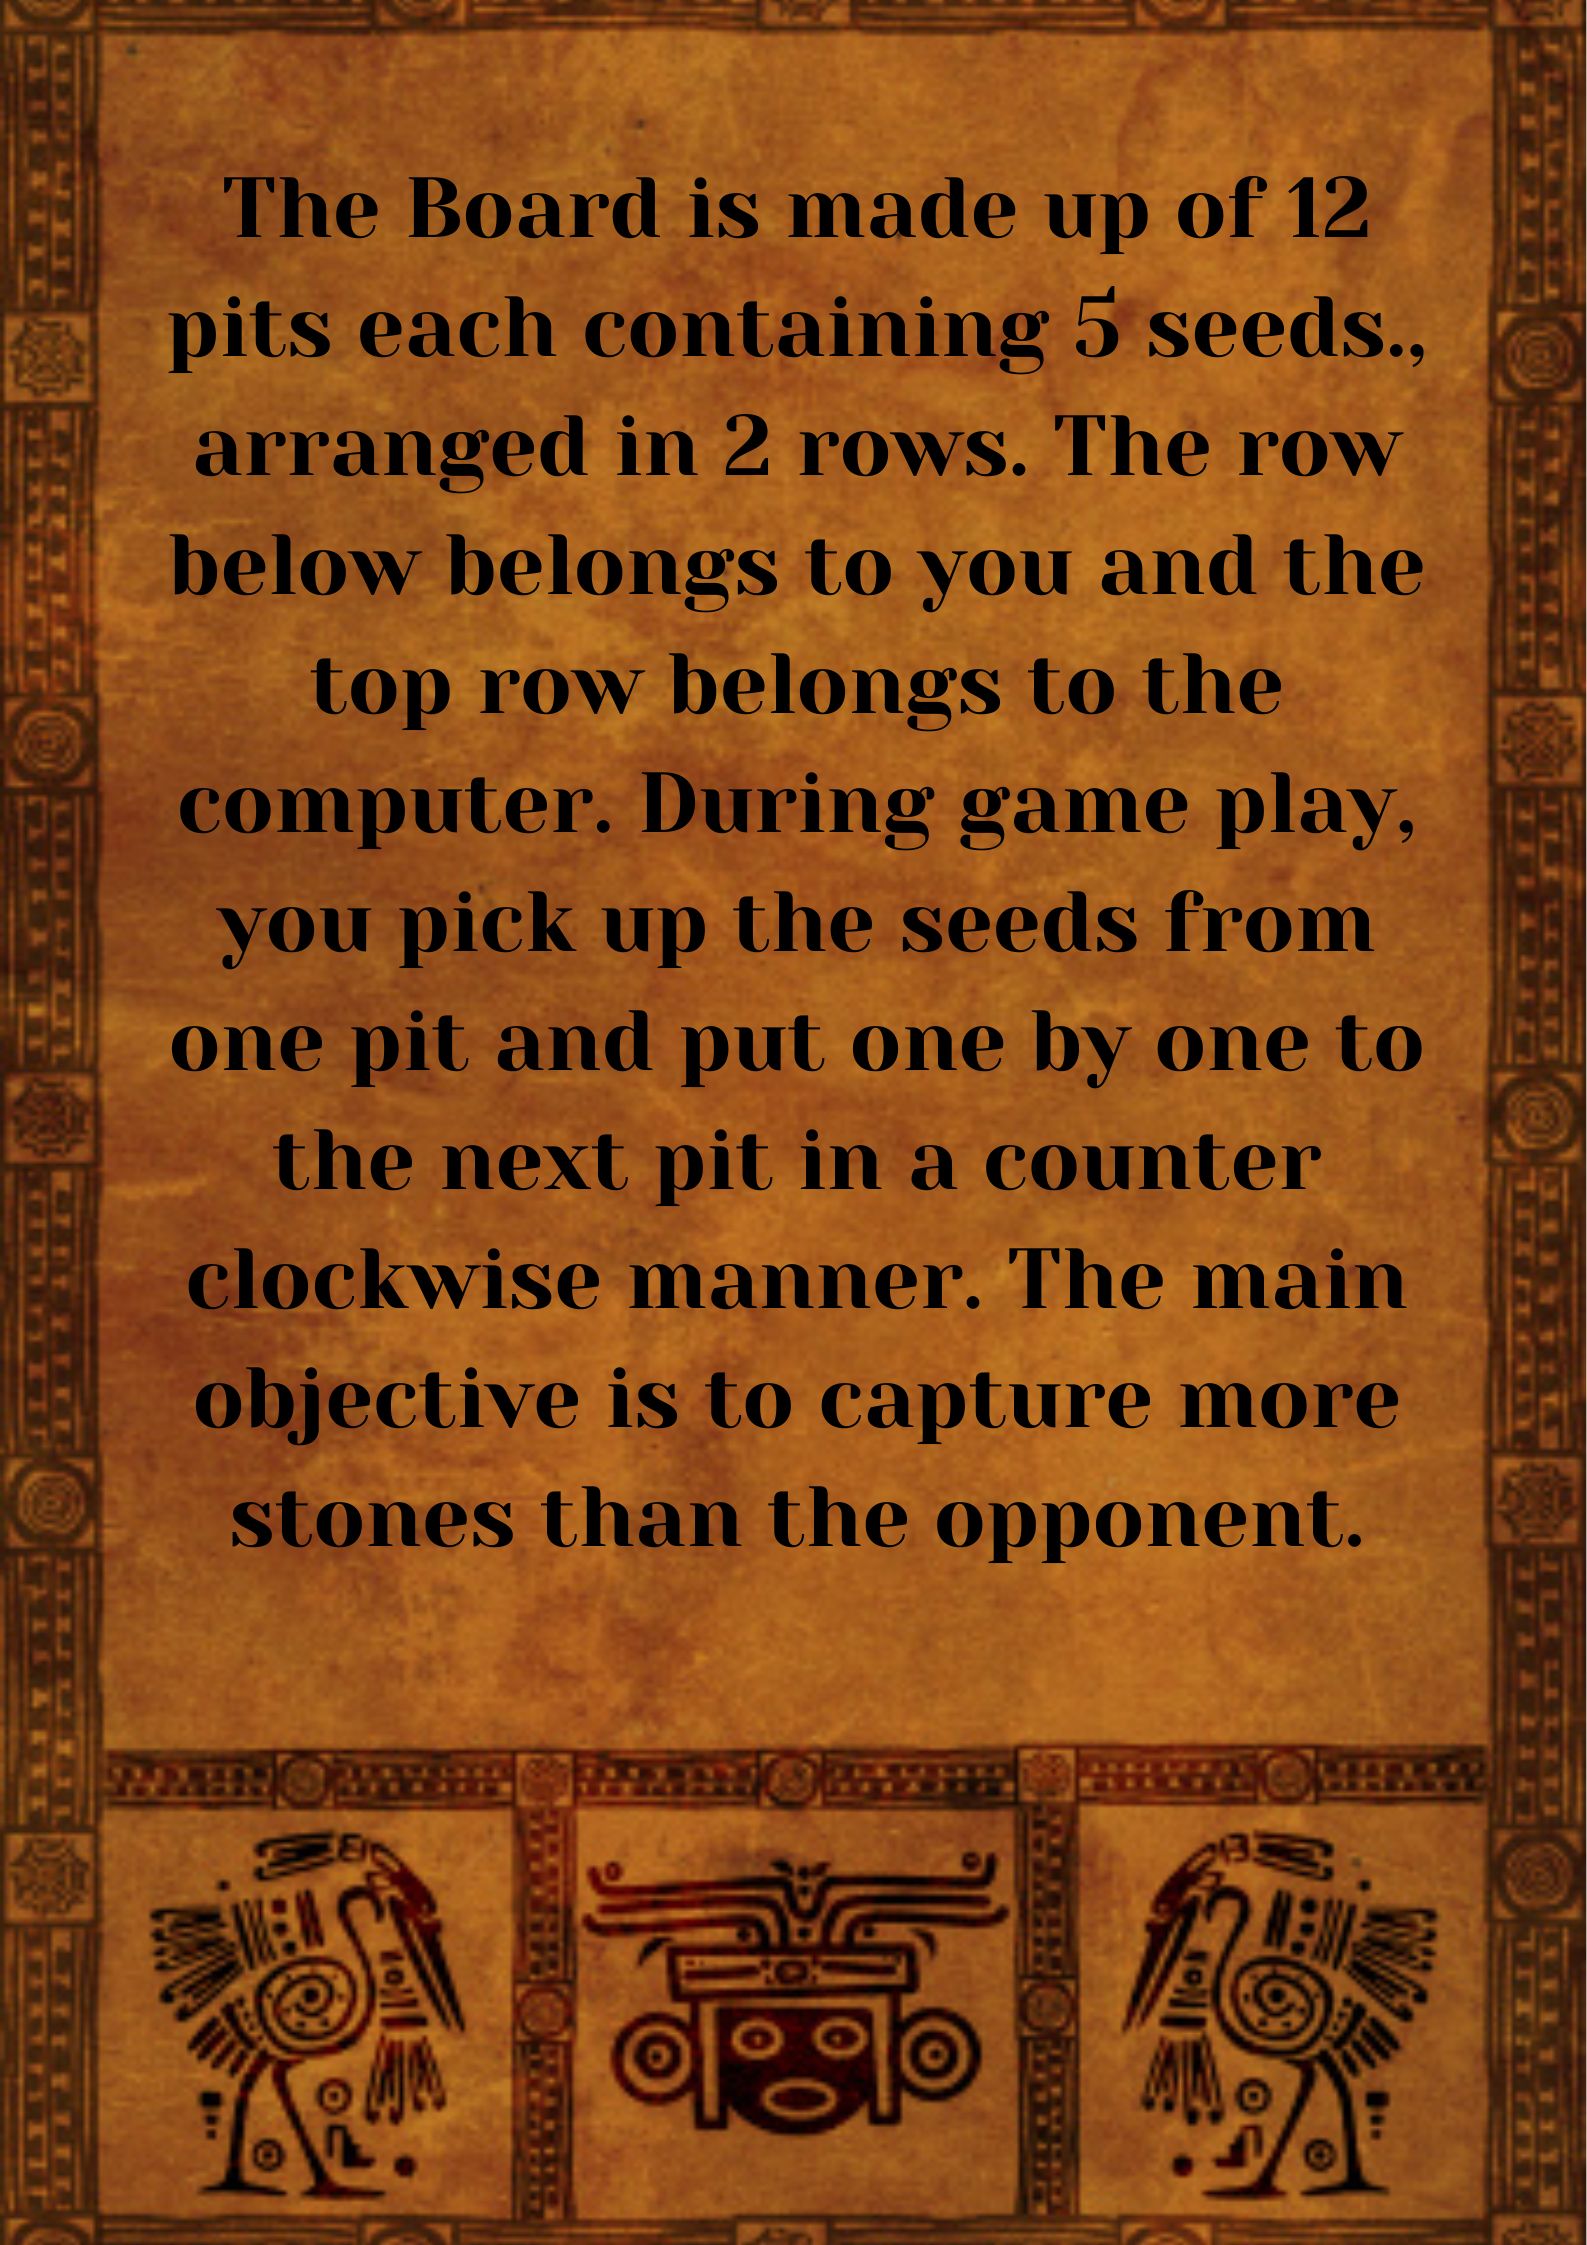 The Board is made up of 12
pits each containing 5 seeds.,
arranged in 2 rows. The row
below belongs to you and the
top row belongs to the
computer. During game play,
you pick up the seeds from
one pit and put one by one to
the next pit in a counter
clockwise manner. The main
objective is to capture more
stones than the opponent.